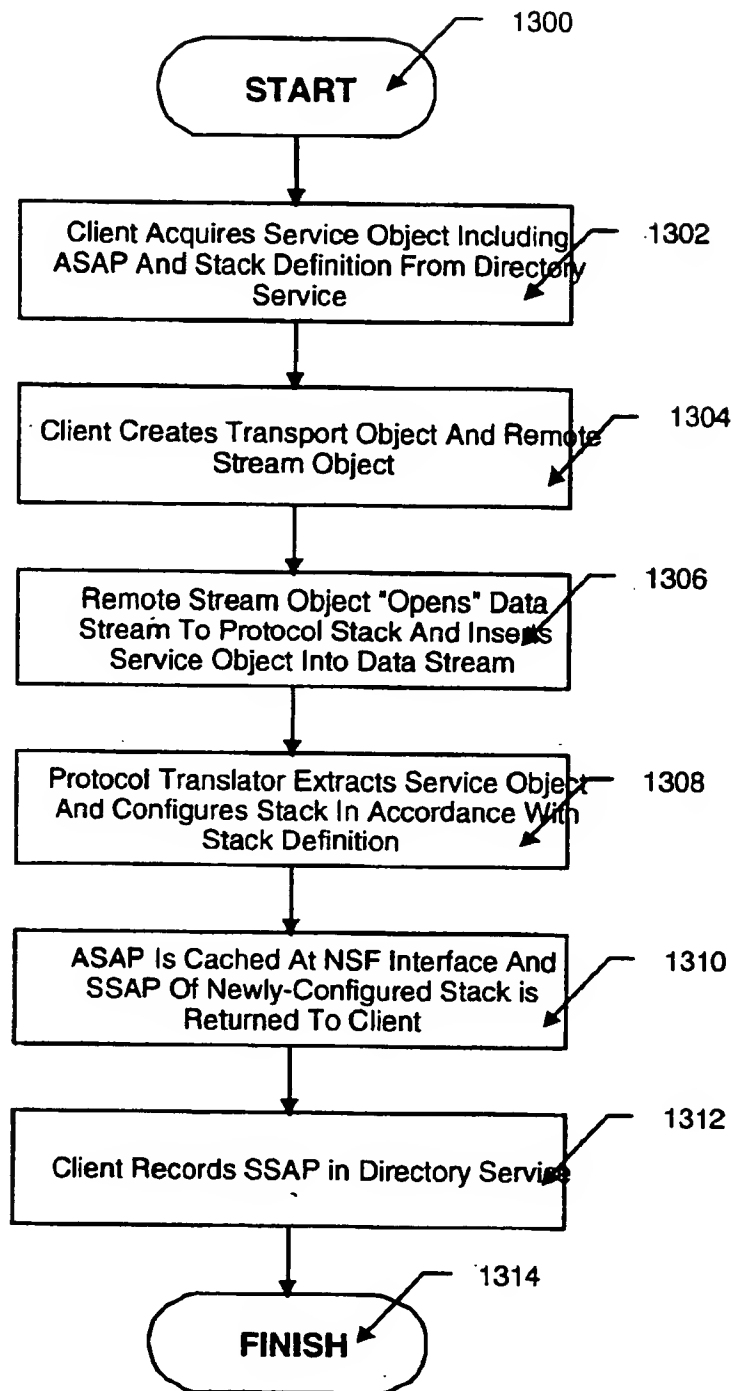 1300
START
1302
Client Acquires Service Object Including
ASAP And Stack Definition From Directory
Service
1304
Client Creates Transport Object And Remote
Stream Object
1306
Remote Stream Object "Opens" Data
Stream To Protocol Stack And Inserts
Service Object Into Data Stream
1308
Protocol Translator Extracts Service Object
And Configures Stack In Accordance With
Stack Definition
1310
ASAP Is Cached At NSF Interface And
SSAP Of Newly-Configured Stack is
Returned To Client
1312
Client Records SSAP in Directory Service
1314
FINISH